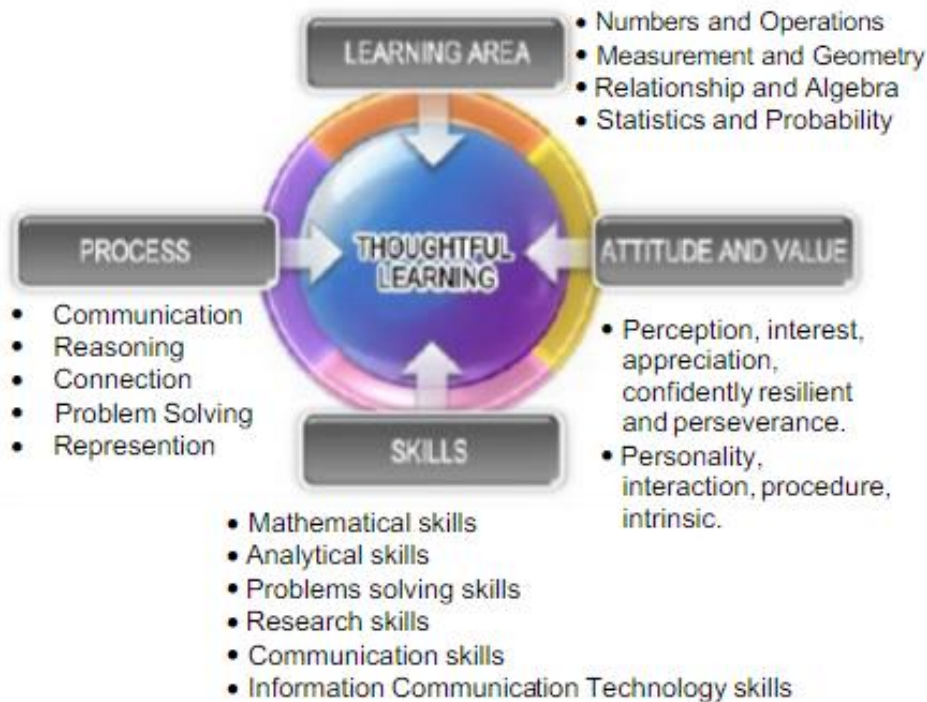 LEARNING AREA
• Numbers and Operations
• Measurement and Geometry
• Relationship and Algebra
• Statistics and Probability
PROCESS
• Communication
• Reasoning
• Connection
• Problem Solving
• Represention
THOUGHTFUL
LEARNING
ATTITUDE AND VALUE
• Perception, interest,
appreciation,
confidently resilient
and perseverance.
• Personality,
interaction, procedure,
intrinsic.
SKILLS
• Mathematical skills
• Analytical skills
• Problems solving skills
• Research skills
• Communication skills
• Information Communication Technology skills